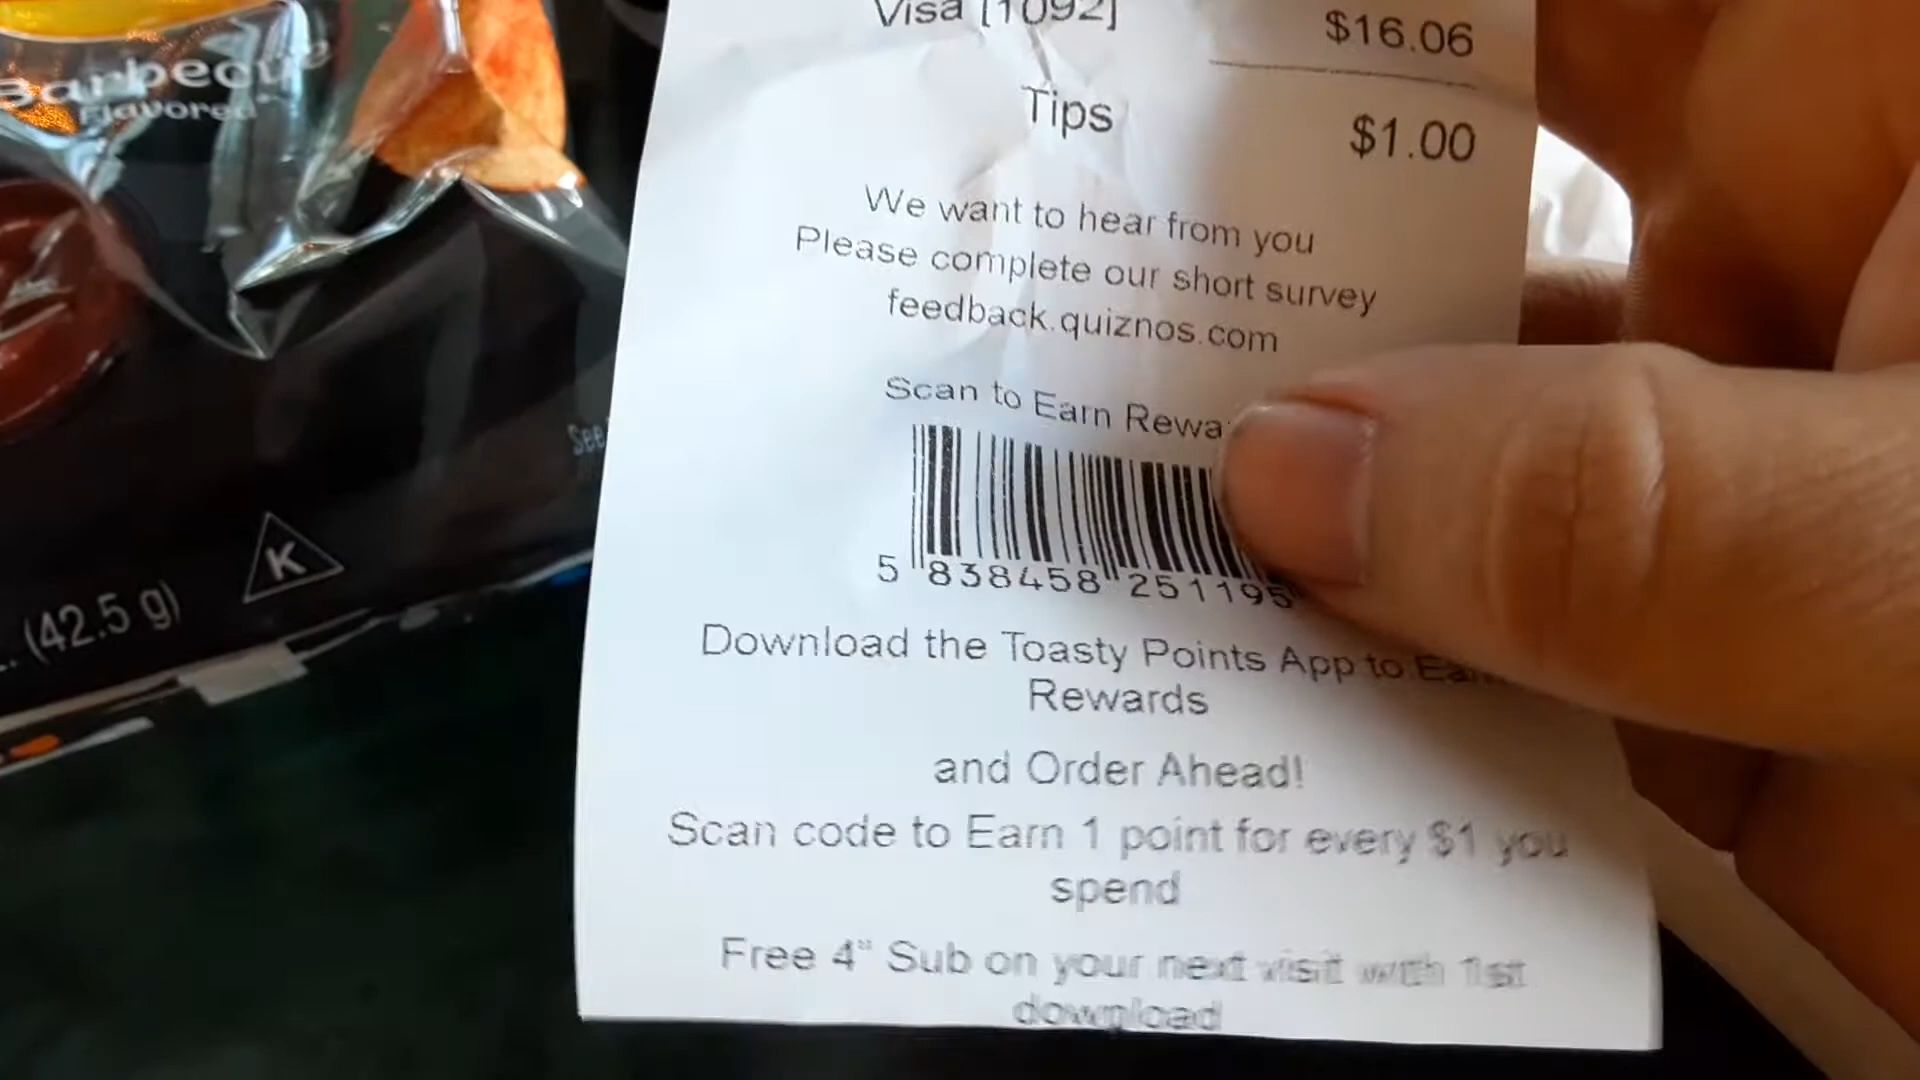 Barbecue
Flavored
See
(42.5 g)
K
Visa [1092] $16.06
Tips $1.00
We want to hear from you
Please complete our short survey
feedback.quiznos.com
Scan to Earn Rewa
5 838458 251195
Download the Toasty Points App to Ea
Rewards
and Order Ahead!
Scan code to Earn 1 point for every $1 you
spend
Free 4" Sub on your next visit with 1st
download